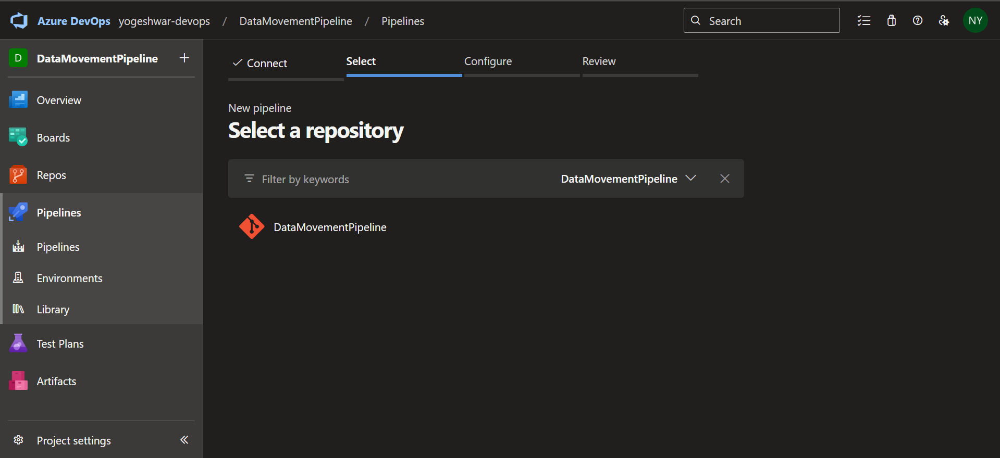 Azure DevOps yogeshwar-devops / DataMovementPipeline / Pipelines Search NY
D DataMovementPipeline
Overview
Boards
Repos
Pipelines
Pipelines
Environments
Library
Test Plans
Artifacts
Project settings
Connect Select Configure Review
New pipeline
Select a repository
Filter by keywords DataMovementPipeline
DataMovementPipeline